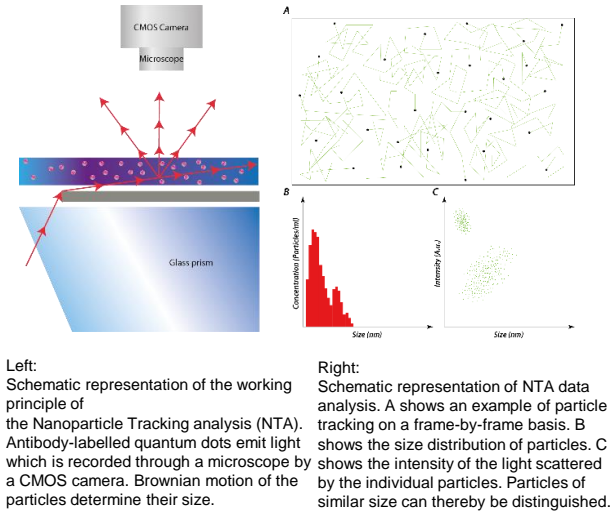 CMOS Camera
Microscope
Glass prism
A
B
Concentration (Particles/ml)
Size (nm)
C
Intensity (A.u.)
Size (nm)
Left:
Schematic representation of the working
principle of
the Nanoparticle Tracking analysis (NTA).
Antibody-labelled quantum dots emit light
which is recorded through a microscope by
a CMOS camera. Brownian motion of the
particles determine their size.
Right:
Schematic representation of NTA data
analysis. A shows an example of particle
tracking on a frame-by-frame basis. B
shows the size distribution of particles. C
shows the intensity of the light scattered
by the individual particles. Particles of
similar size can thereby be distinguished.